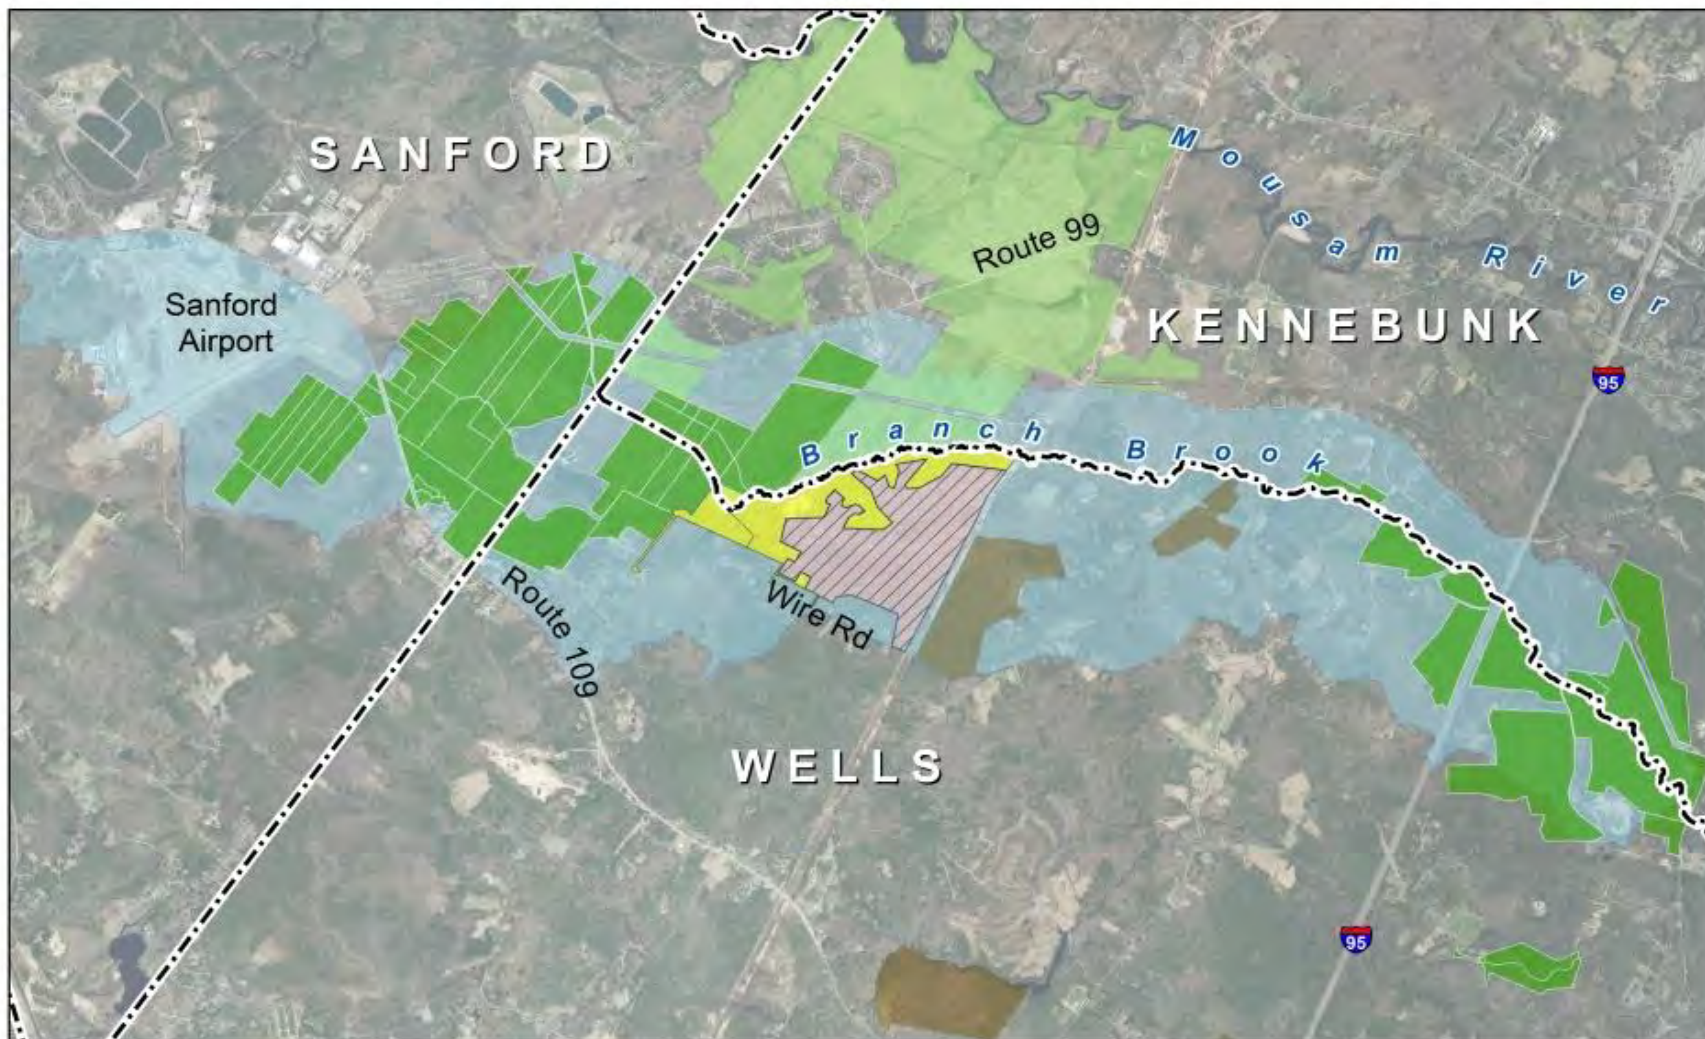 SANFORD
Mousam River
Route 99
Sanford
Airport
KENNEBUNK
95
Branch Brook
Route 109
Wire Rd
WELLS
95